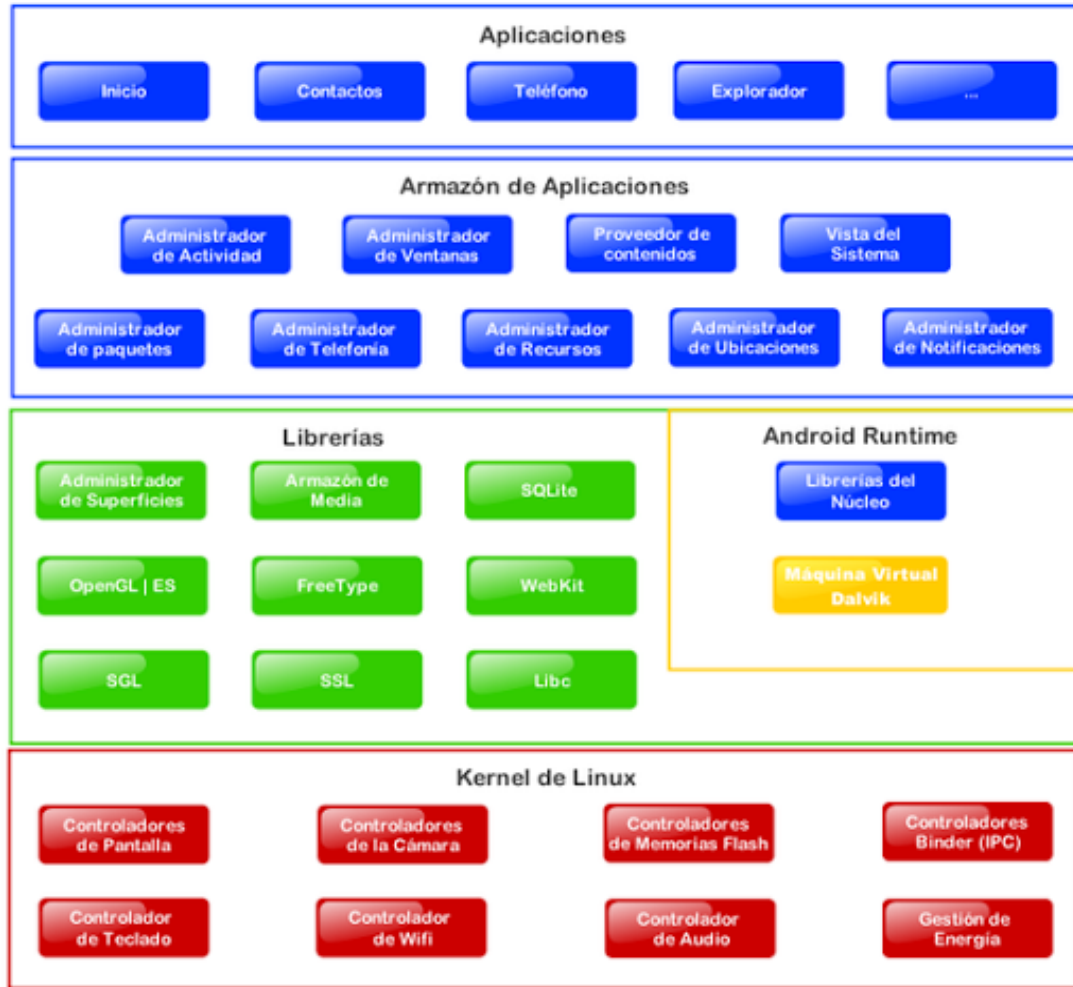 Aplicaciones
Inicio
Contactos
Teléfono
Explorador
...
Armazón de Aplicaciones
Administrador
de Actividad
Administrador
de Ventanas
Proveedor de
contenidos
Vista del
Sistema
Administrador
de paquetes
Administrador
de Telefonía
Administrador
de Recursos
Administrador
de Ubicaciones
Administrador
de Notificaciones
Librerías
Administrador
de Superficies
Armazón de
Media
SQLite
OpenGL | ES
FreeType
WebKit
SGL
SSL
Libc
Android Runtime
Librerías del
Núcleo
Máquina Virtual
Dalvik
Kernel de Linux
Controladores
de Pantalla
Controladores
de la Cámara
Controladores
de Memorias Flash
Controladores
Binder (IPC)
Controlador
de Teclado
Controlador
de Wifi
Controlador
de Audio
Gestión de
Energía